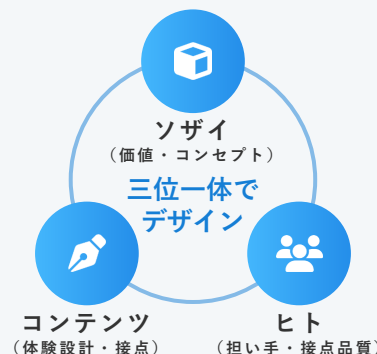 ソザイ
（価値・コンセプト）
三位一体で
デザイン
コンテンツ
（体験設計・接点）
ヒト
（担い手・接点品質）